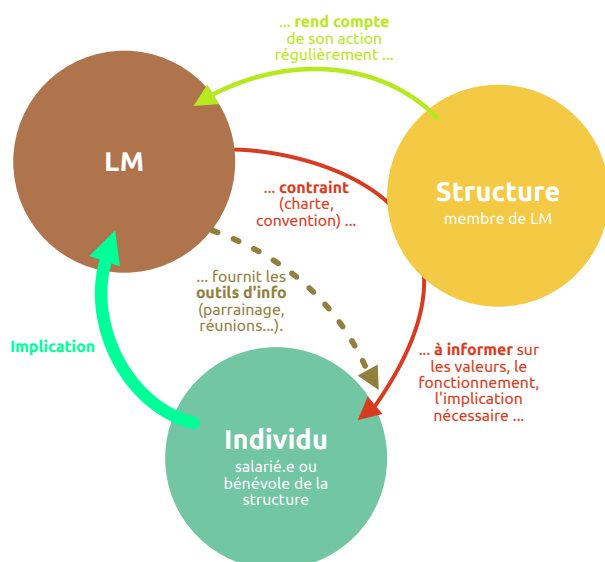 ... rend compte
de son action
régulièrement ...
LM
... contraint
(charte,
convention) ...
Structure
membre de LM
... fournit les
outils d'info
(parrainage,
réunions...).
Implication
... à informer sur
les valeurs, le
fonctionnement,
l'implication
nécessaire ...
Individu
salarié.e ou
bénévole de la
structure